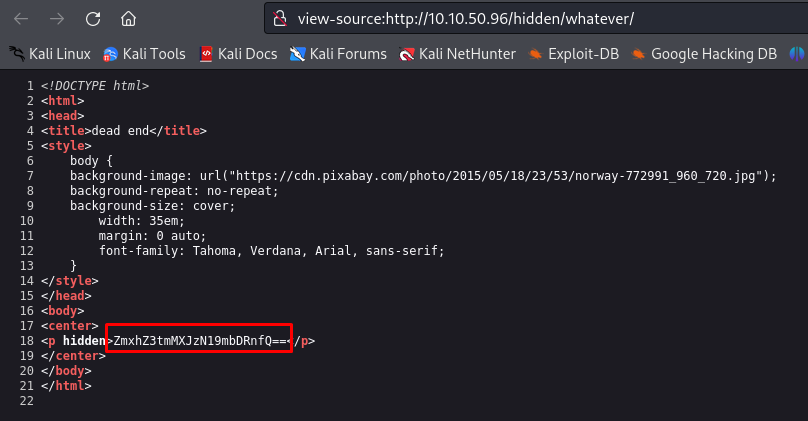 view-source:http://10.10.50.96/hidden/whatever/
Kali Linux Kali Tools Kali Docs Kali Forums Kali NetHunter Exploit-DB Google Hacking DB
1 <!DOCTYPE html>
2 <html>
3 <head>
4 <title>dead end</title>
5 <style>
6 body {
7 background-image: url("https://cdn.pixabay.com/photo/2015/05/18/23/53/norway-772991_960_720.jpg");
8 background-repeat: no-repeat;
9 background-size: cover;
10 width: 35em;
11 margin: 0 auto;
12 font-family: Tahoma, Verdana, Arial, sans-serif;
13 }
14 </style>
15 </head>
16 <body>
17 <center>
18 <p hidden>ZmxhZ3tmMXJzN19mbDRnfQ==</p>
19 </center>
20 </body>
21 </html>
22